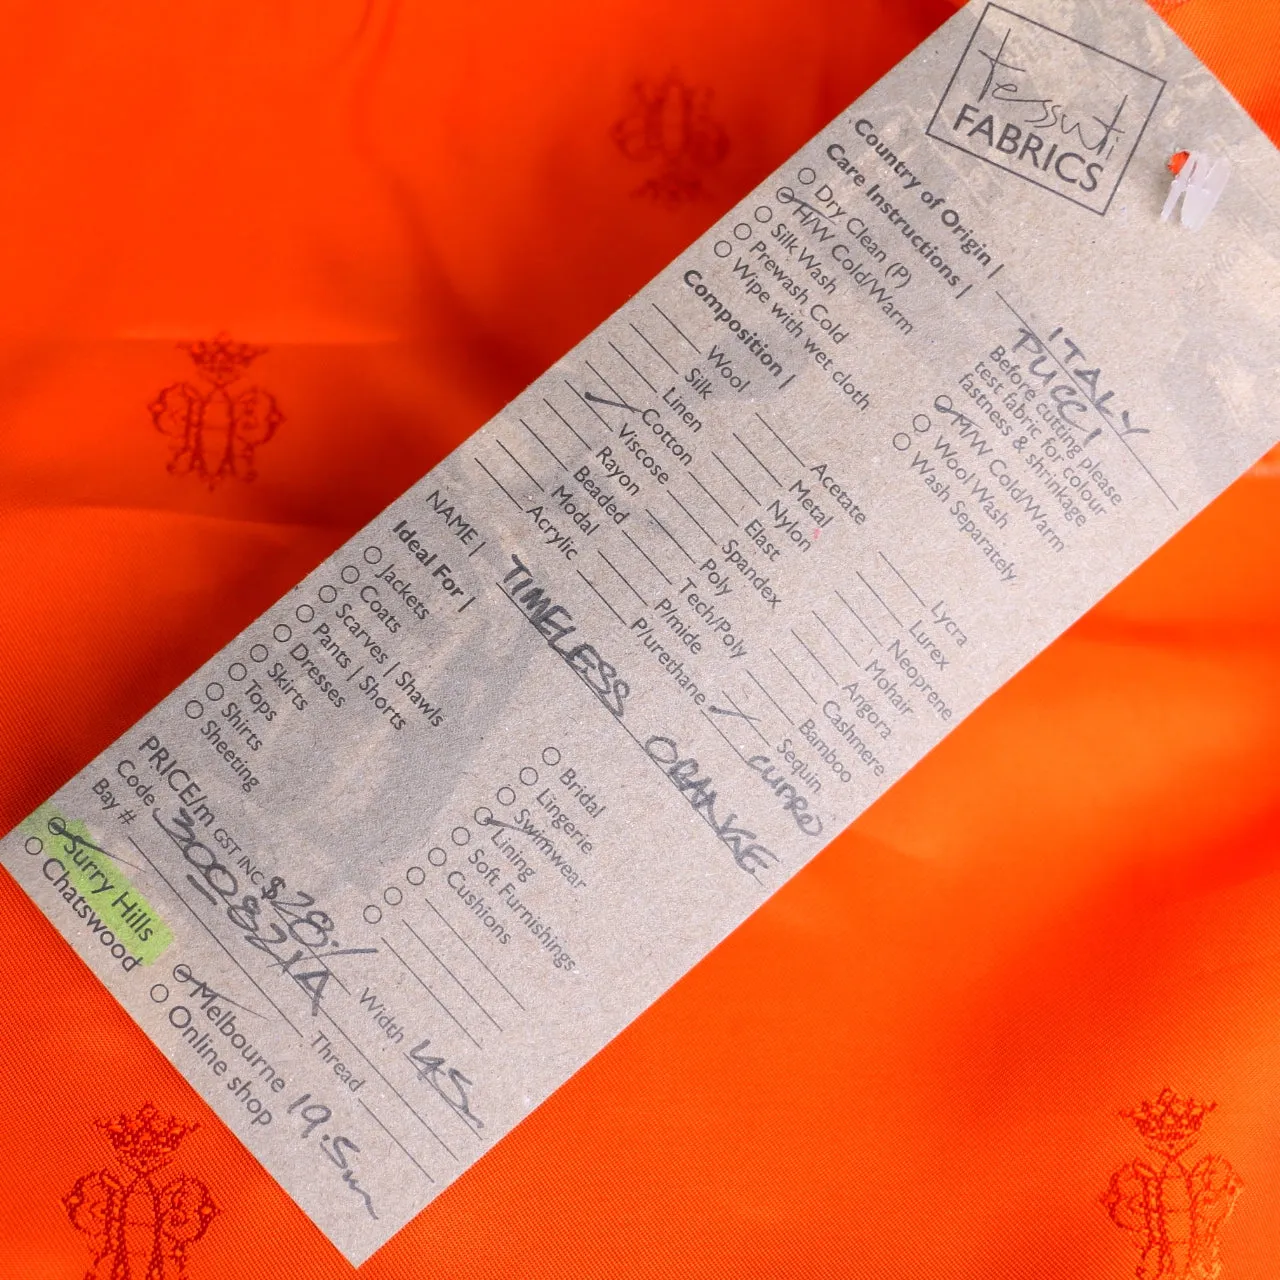 tessuti
FABRICS
Country of Origin | ITALY
PUCCI
Care Instructions |
Before cutting please
test fabric for colour
fastness & shrinkage
Dry Clean (P)
H/W Cold/Warm
Silk Wash
Prewash Cold
Wipe with wet cloth
M/W Cold/Warm
Wool Wash
Wash Separately
Composition |
Wool
Silk
Linen
Cotton
Viscose
Rayon
Beaded
Modal
Acrylic
Acetate
Metal
Nylon
Elast
Spandex
Poly
Tech/Poly
P/mide
P/urethane
Lycra
Lurex
Neoprene
Mohair
Angora
Cashmere
Bamboo
Sequin
CUPRO
NAME | TIMELESS ORANGE
Ideal For |
Jackets
Coats
Scarves | Shawls
Pants | Shorts
Dresses
Skirts
Tops
Shirts
Sheeting
Bridal
Lingerie
Swimwear
Lining
Soft Furnishings
Cushions
PRICE/m GST INC $28./
Width 145
Code
Thread
Bay #
Surry Hills
Chatswood
Melbourne 19.5m
Online shop